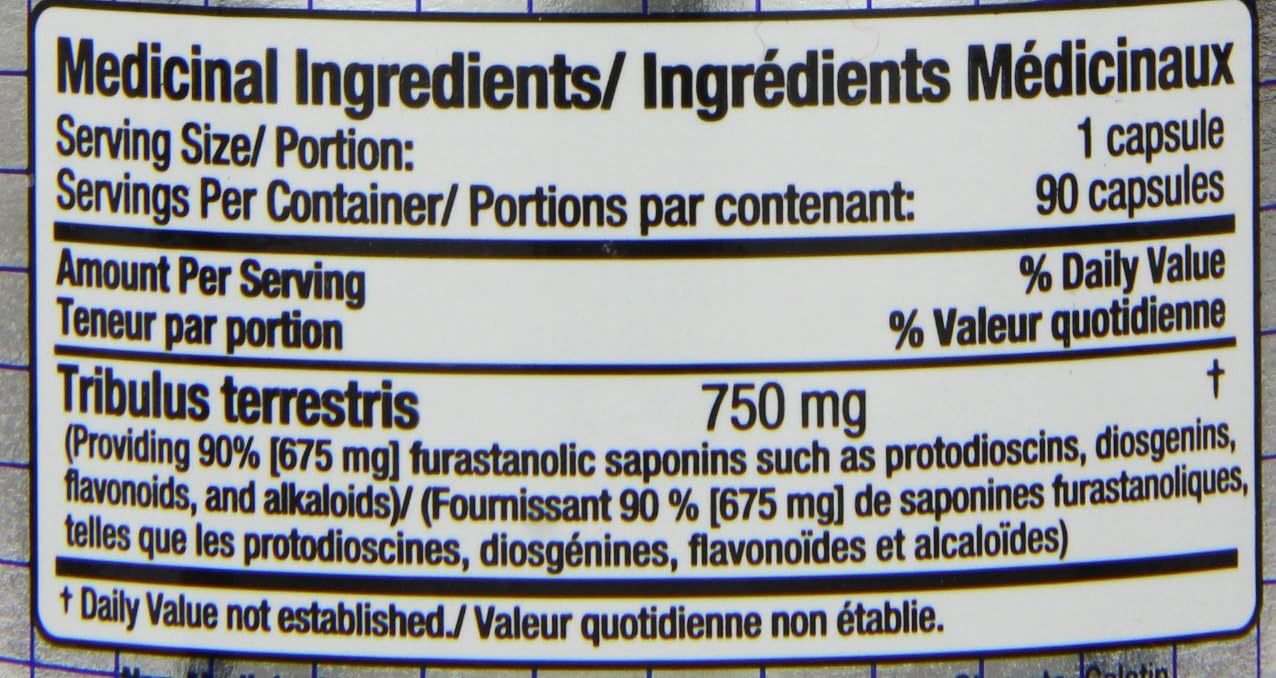 Medicinal Ingredients/ Ingrédients Médicinaux
Serving Size/ Portion: 1 capsule
Servings Per Container/ Portions par contenant: 90 capsules
Amount Per Serving % Daily Value
Teneur par portion % Valeur quotidienne
Tribulus terrestris 750 mg †
(Providing 90% [675 mg] furastanolic saponins such as protodioscins, diosgenins,
flavonoids, and alkaloids)/ (Fournissant 90 % [675 mg] de saponines furastanoliques,
telles que les protodioscines, diosgénines, flavonoïdes et alcaloïdes)
† Daily Value not established./ Valeur quotidienne non établie.